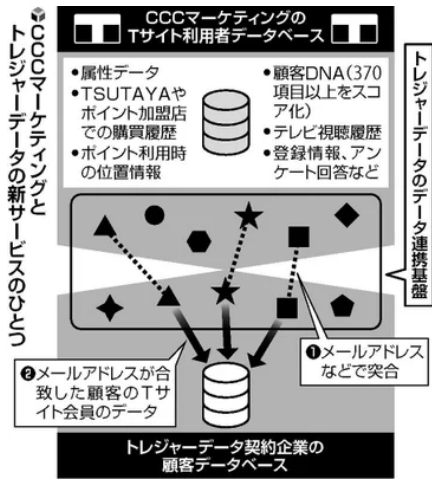 CCCマーケティングと
トレジャーデータの新サービスのひとつ
CCCマーケティングの
Tサイト利用者データベース
●属性データ
●TSUTAYAや
ポイント加盟店
での購買履歴
●ポイント利用時
の位置情報
●顧客DNA(370
項目以上をスコ
ア化)
●テレビ視聴履歴
●登録情報、アン
ケート回答など
トレジャーデータのデータ連携基盤
❶メールアドレス
などで突合
❷メールアドレスが合
致した顧客のTサ
イト会員のデータ
トレジャーデータ契約企業の
顧客データベース